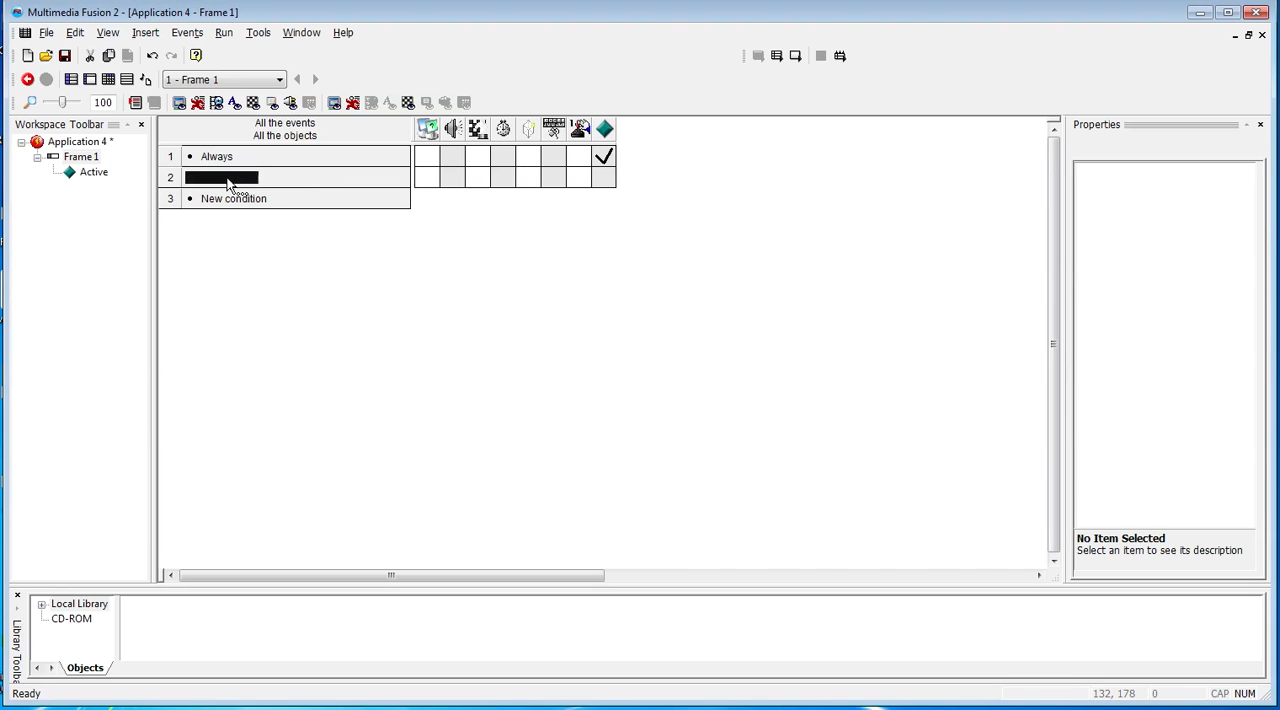 Multimedia Fusion 2 - [Application 4 - Frame 1]
File Edit View Insert Events Run Tools Window Help
1 - Frame 1
100
Workspace Toolbar
Application 4 *
Frame 1
Active
All the events
All the objects
1 • Always
2
3 • New condition
Properties
No Item Selected
Select an item to see its description
Local Library
CD-ROM
Library Toolba
Objects
Ready
132, 178 0 CAP NUM